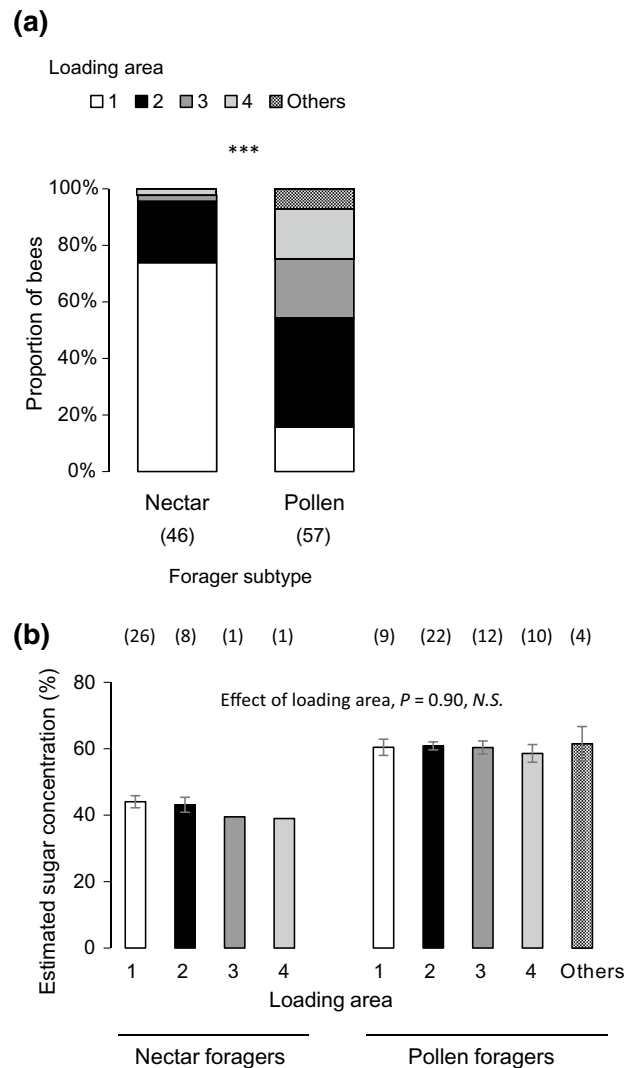 (a)
Loading area
1 2 3 4 Others
***
100%
80%
60%
40%
20%
0%
Proportion of bees
Nectar Pollen
(46) (57)
Forager subtype
(b)
(26) (8) (1) (1) (9) (22) (12) (10) (4)
Effect of loading area, P = 0.90, N.S.
80
60
40
20
0
Estimated sugar concentration (%)
1 2 3 4 1 2 3 4 Others
Loading area
Nectar foragers Pollen foragers